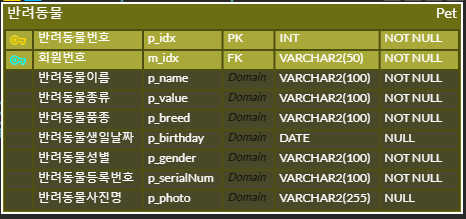 반려동물 Pet
반려동물번호 p_idx PK INT NOT NULL
회원번호 m_idx FK VARCHAR2(50) NOT NULL
반려동물이름 p_name Domain VARCHAR2(100) NOT NULL
반려동물종류 p_value Domain VARCHAR2(100) NOT NULL
반려동물품종 p_breed Domain VARCHAR2(100) NOT NULL
반려동물생일날짜 p_birthday Domain DATE NULL
반려동물성별 p_gender Domain VARCHAR2(100) NOT NULL
반려동물등록번호 p_serialNum Domain VARCHAR2(100) NOT NULL
반려동물사진명 p_photo Domain VARCHAR2(255) NULL